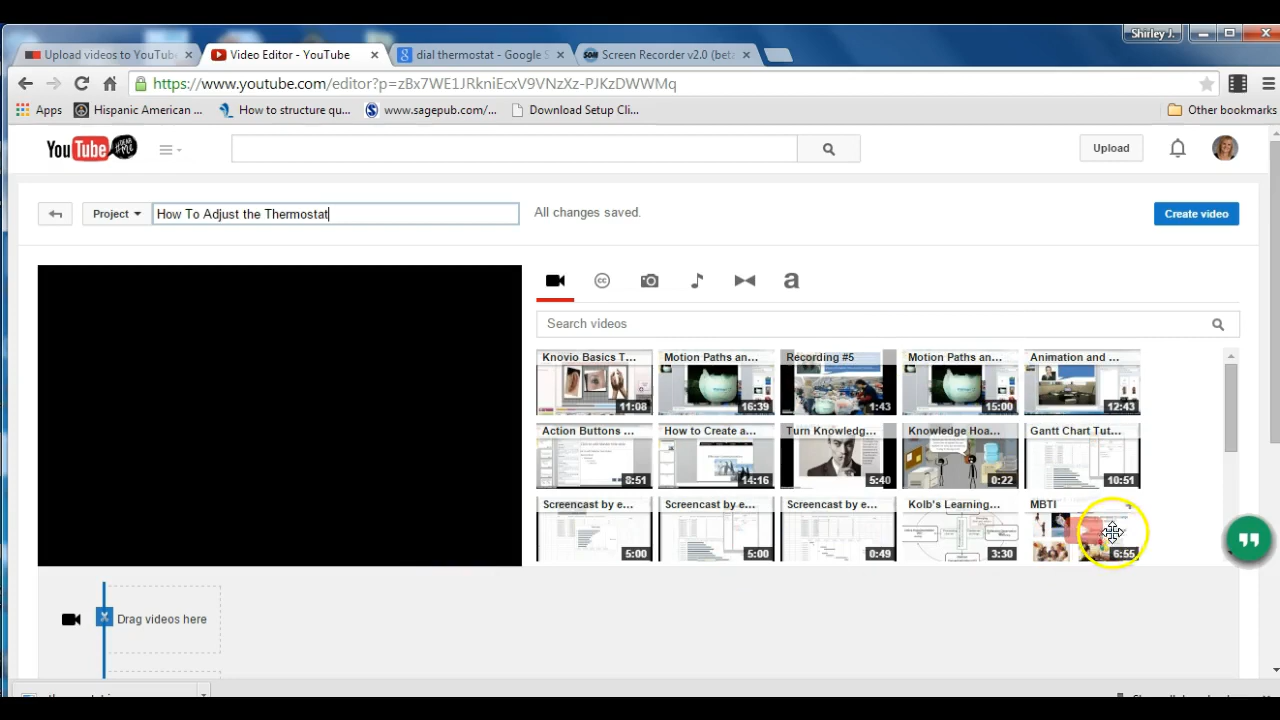 Shirley J.
Upload videos to YouTub
Video Editor - YouTube
dial thermostat - Google S
Screen Recorder v2.0 (beta
https://www.youtube.com/editor?p=zBx7WE1JRkniEcxV9VNzXz-PJKzDWWMq
Apps
Hispanic American ...
How to structure qu...
www.sagepub.com/...
Download Setup Cli...
Other bookmarks
YouTube
Upload
Project
How To Adjust the Thermostat
All changes saved.
Create video
cc
a
Search videos
Knovio Basics T...
Motion Paths an...
Recording #5
Motion Paths an...
Animation and ...
11:08
16:39
1:43
15:00
12:43
Action Buttons ...
How to Create a...
Turn Knowledg...
Knowledge Hoa...
Gantt Chart Tut...
8:51
14:16
5:40
0:22
10:51
Screencast by e...
Screencast by e...
Screencast by e...
Kolb's Learning...
MBTI
5:00
5:00
0:49
3:30
6:55
Drag videos here